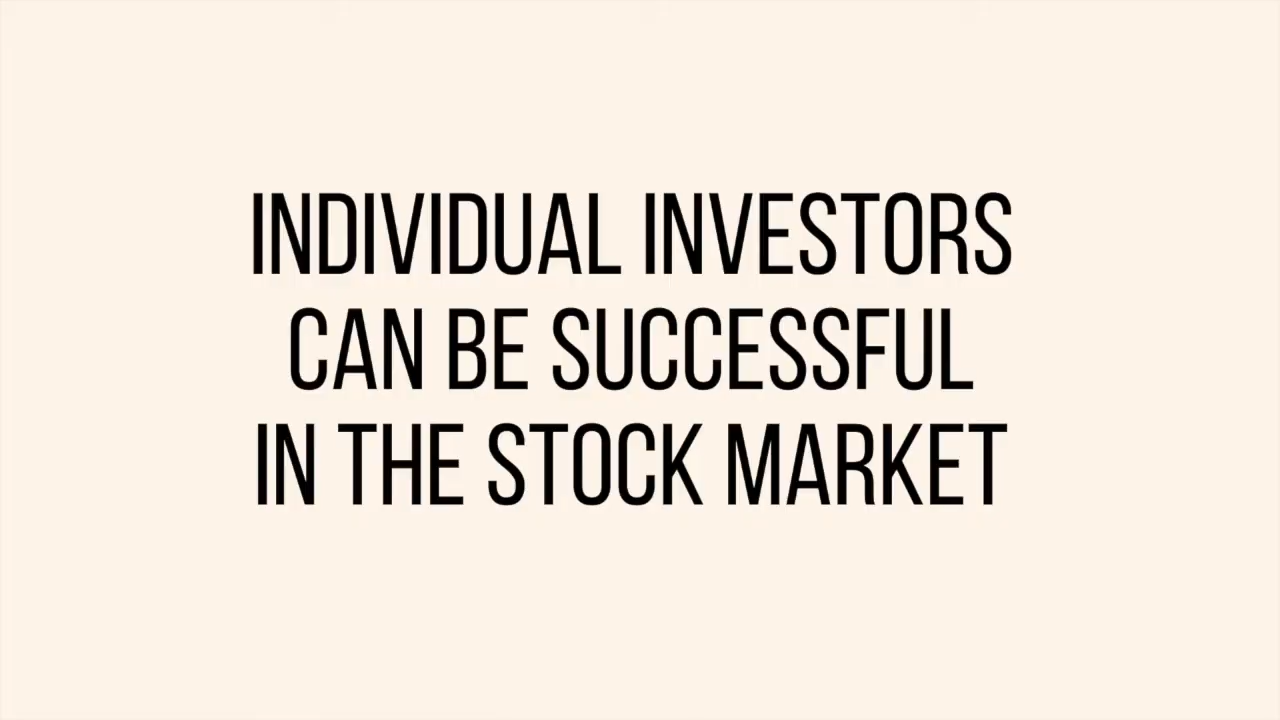 INDIVIDUAL INVESTORS
CAN BE SUCCESSFUL
IN THE STOCK MARKET